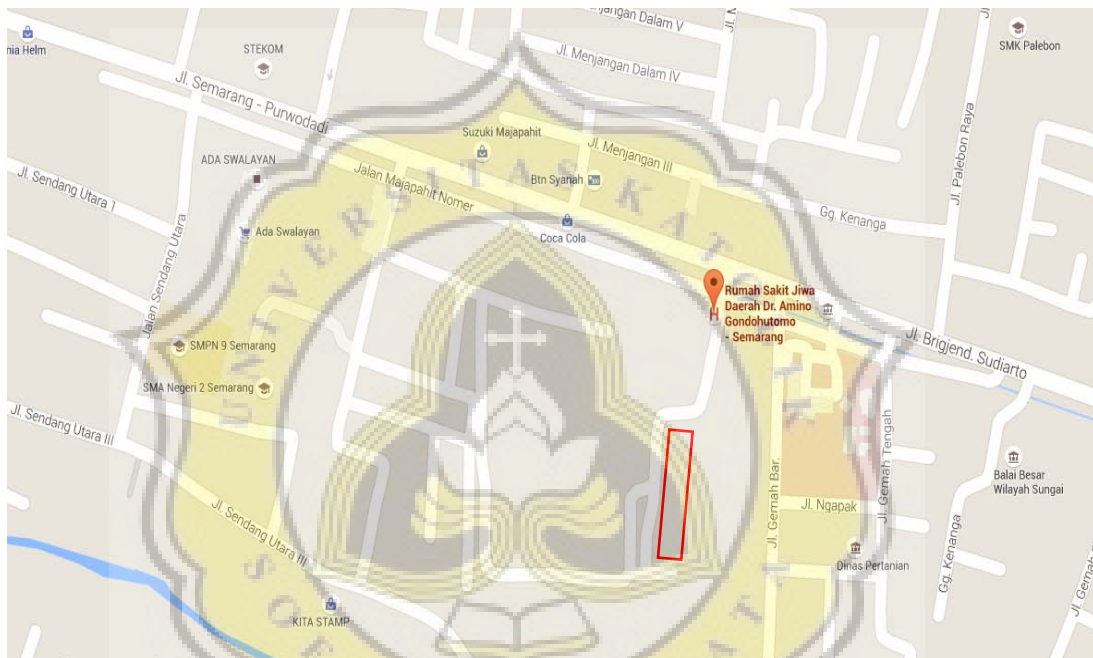 nia Helm
STEKOM
njangan Dalam V
Jl. M
Jl. Menjangan Dalam IV
SMK Palebon
Jl. Palebon Raya
Jl. Semarang - Purwodadi
ADA SWALAYAN
Suzuki Majapahit
Jl. Menjangan III
Jl. Sendang Utara 1
Jalan Majapahit Nomer
Btn Syariah
Gg. Kenanga
Jalan Sendang Utara
Ada Swalayan
Coca Cola
Rumah Sakit Jiwa
Daerah Dr. Amino
Gondohutomo
- Semarang
Jl. Brigjend. Sudiarto
SMPN 9 Semarang
SMA Negeri 2 Semarang
Jl. Sendang Utara III
Jl. Gemah Bar.
Jl. Gemah Tengah
Balai Besar
Wilayah Sungai
Jl. Ngapak
Jl. Sendang Utara III
Dinas Pertanian
Gg. Kenanga
KITA STAMP
UNIVERSITAS KATOLIK